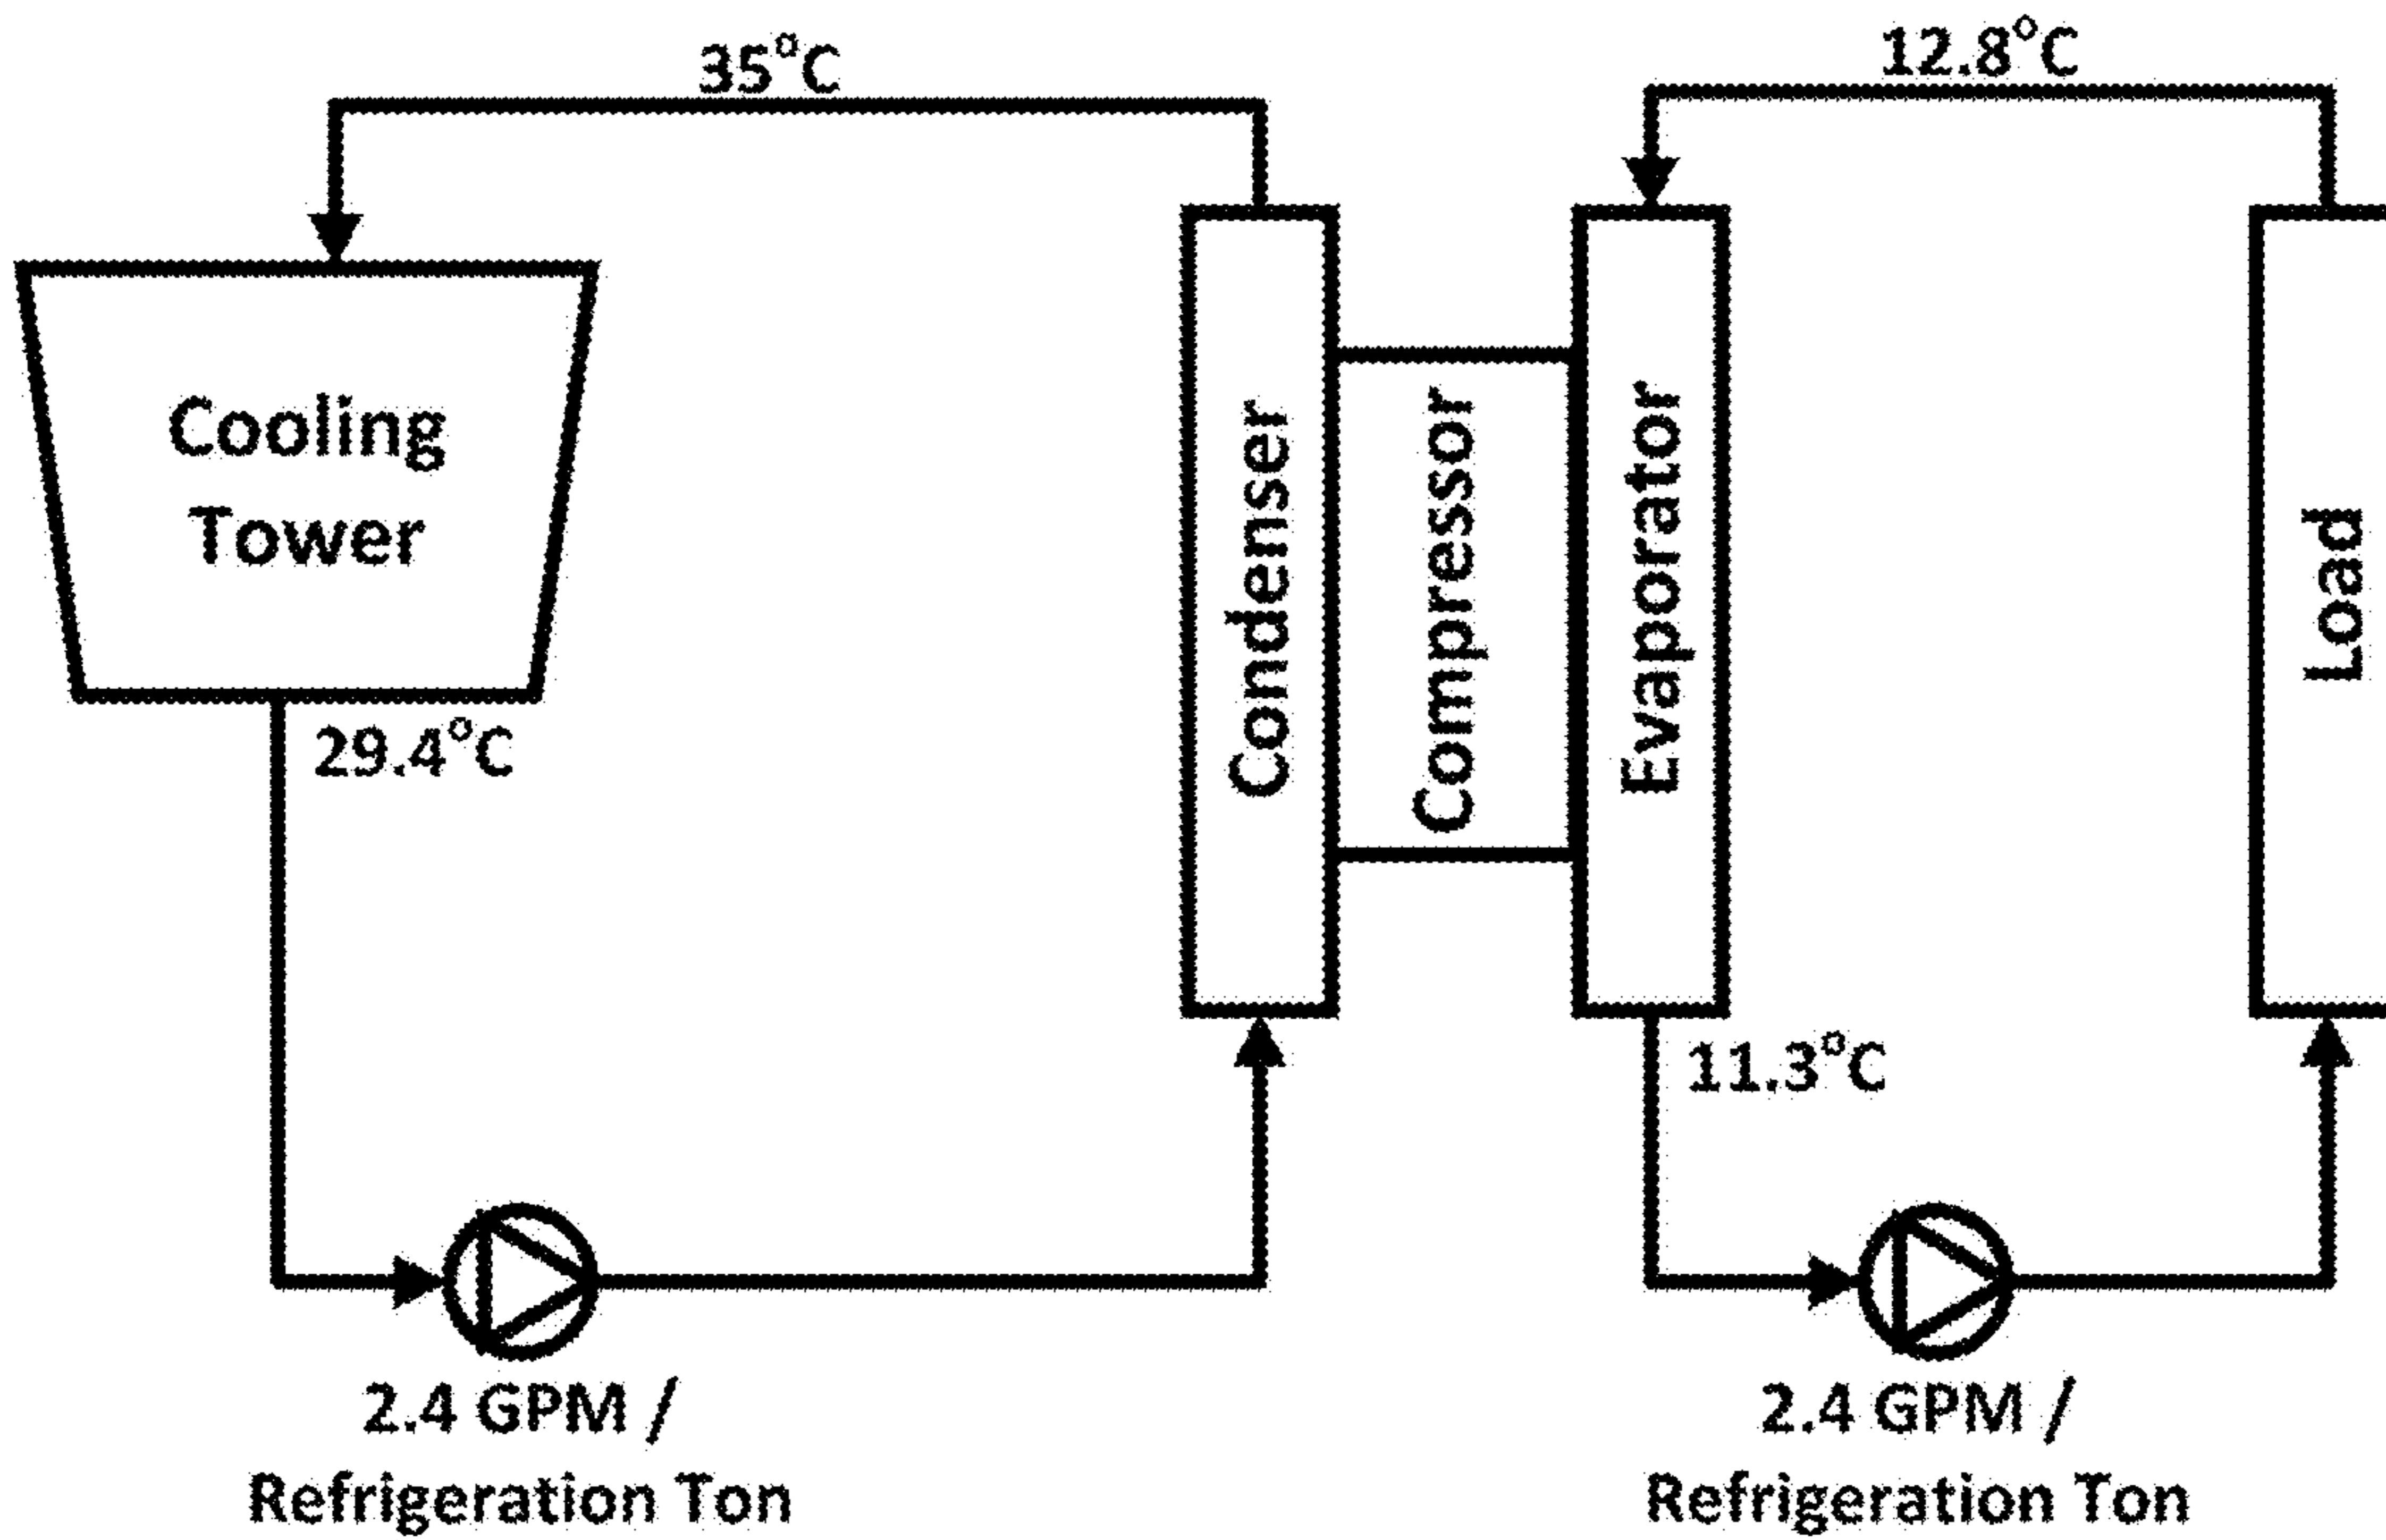 35°C
12.8°C
Cooling
Tower
Condenser
Compressor
Evaporator
Load
29.4°C
11.3°C
2.4 GPM /
Refrigeration Ton
2.4 GPM /
Refrigeration Ton